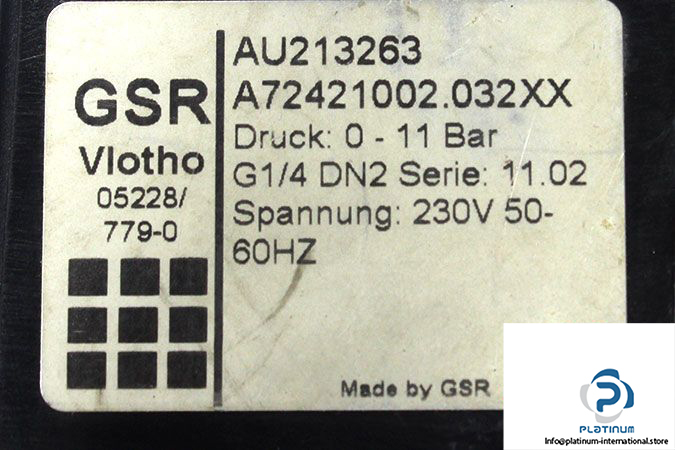 GSR
Vlotho
05228/
779-0
AU213263
A72421002.032XX
Druck: 0 - 11 Bar
G1/4 DN2 Serie: 11.02
Spannung: 230V 50-
60HZ
Made by GSR
PLATINUM
Info@platinum-international.store